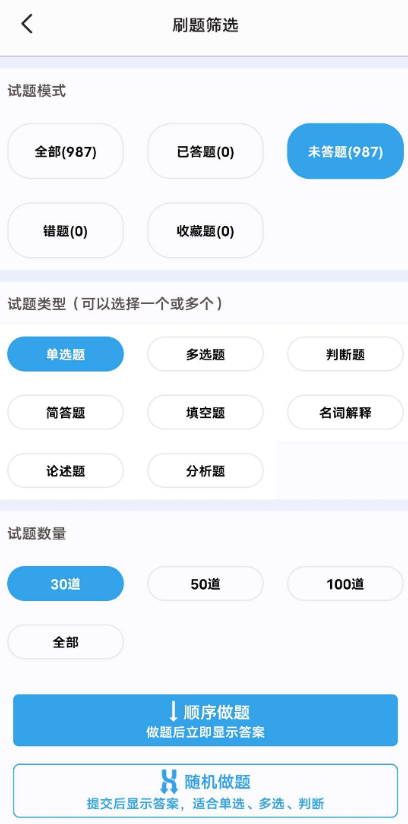 刷题筛选
试题模式
全部(987) 已答题(0) 未答题(987)
错题(0) 收藏题(0)
试题类型（可以选择一个或多个）
单选题 多选题 判断题
简答题 填空题 名词解释
论述题 分析题
试题数量
30道 50道 100道
全部
顺序做题
做题后立即显示答案
随机做题
提交后显示答案，适合单选、多选、判断